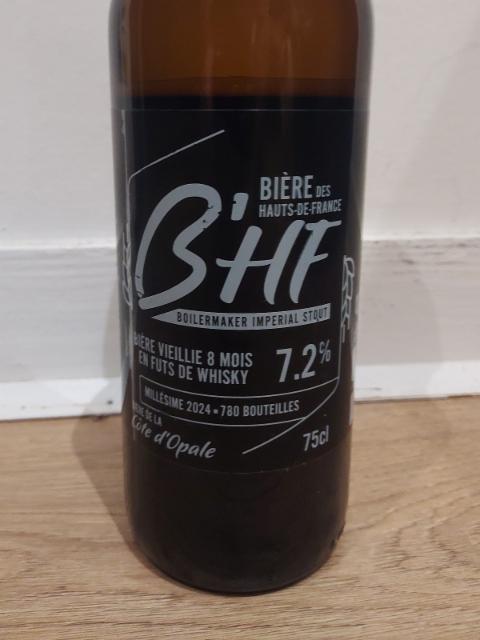 BIÈRE DES
HAUTS-DE-FRANCE
B'HF
BOILERMAKER IMPERIAL STOUT
BIÈRE VIEILLIE 8 MOIS
EN FUTS DE WHISKY
7.2%
MILLÉSIME 2024 • 780 BOUTEILLES
DE LA
Côte d'Opale
75cl